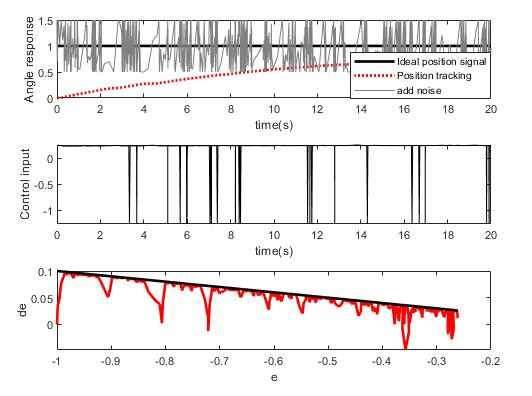 Angle response
1.5
1
0.5
0
Ideal position signal
Position tracking
add noise
0 2 4 6 8 10 12 14 16 18 20
time(s)
Control input
0
-0.5
-1
0 2 4 6 8 10 12 14 16 18 20
time(s)
de
0.1
0.05
0
-1 -0.9 -0.8 -0.7 -0.6 -0.5 -0.4 -0.3 -0.2
e